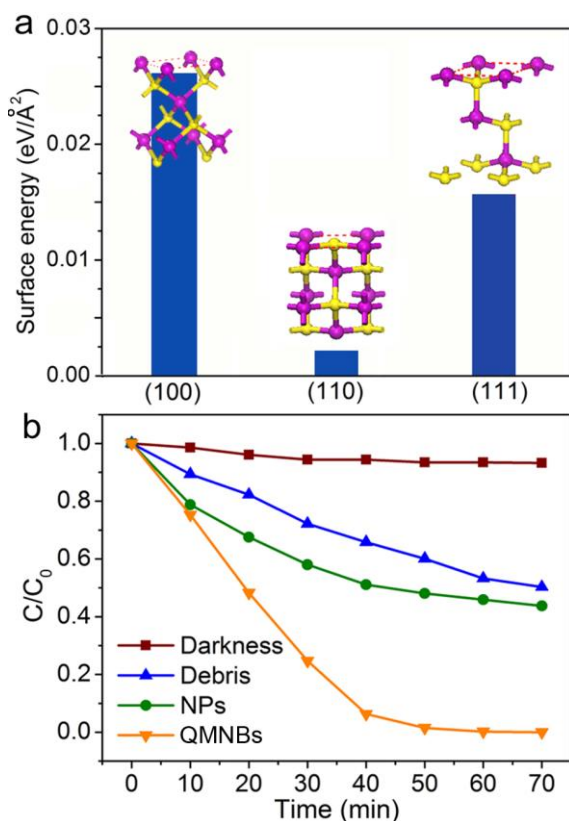 a
Surface energy (eV/Å²)
0.03
0.02
0.01
0.00
(100) (110) (111)
b
C/C₀
1.0
0.8
0.6
0.4
0.2
0.0
Darkness
Debris
NPs
QMNBs
0 10 20 30 40 50 60 70
Time (min)